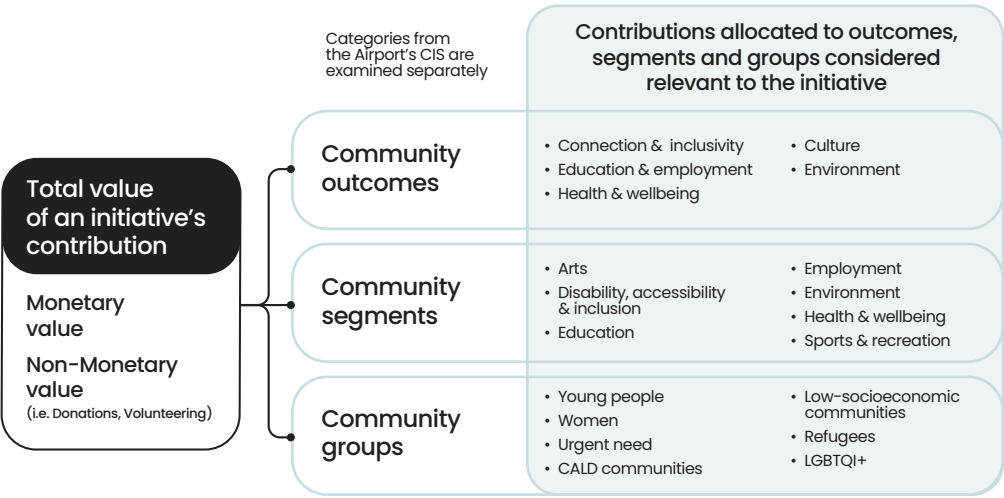 Categories from
the Airport's CIS are
examined separately
Contributions allocated to outcomes,
segments and groups considered
relevant to the initiative
Total value
of an initiative's
contribution
Monetary
value
Non-Monetary
value
(i.e. Donations, Volunteering)
Community
outcomes
• Connection & inclusivity
• Education & employment
• Health & wellbeing
• Culture
• Environment
Community
segments
• Arts
• Disability, accessibility
& inclusion
• Education
• Employment
• Environment
• Health & wellbeing
• Sports & recreation
Community
groups
• Young people
• Women
• Urgent need
• CALD communities
• Low-socioeconomic
communities
• Refugees
• LGBTQI+